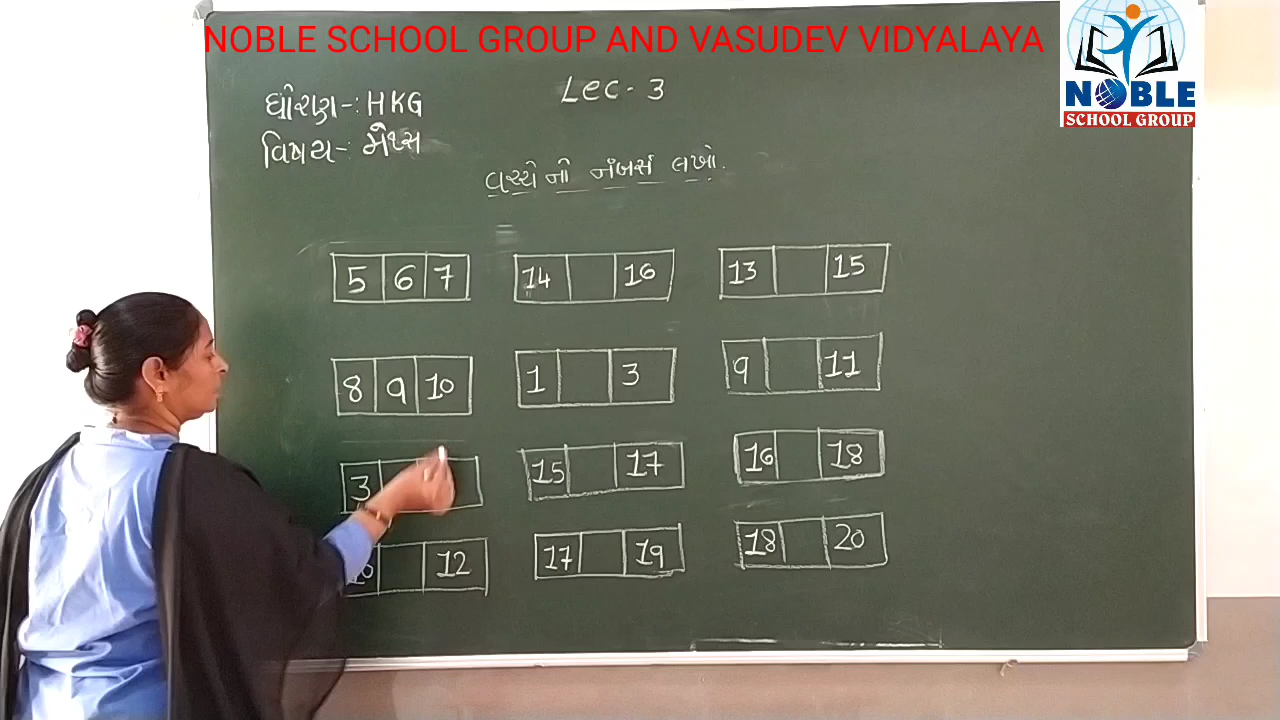 NOBLE SCHOOL GROUP AND VASUDEV VIDYALAYA
NOBLE
SCHOOL GROUP
Lec - 3
ધોરણ -: HKG
વિષય -: મેથ્સ
વચ્ચે ની નંબર્સ લખો.
5 6 7
14 16
13 15
8 9 10
1 3
9 11
3
15 17
16 18
10 12
17 19
18 20